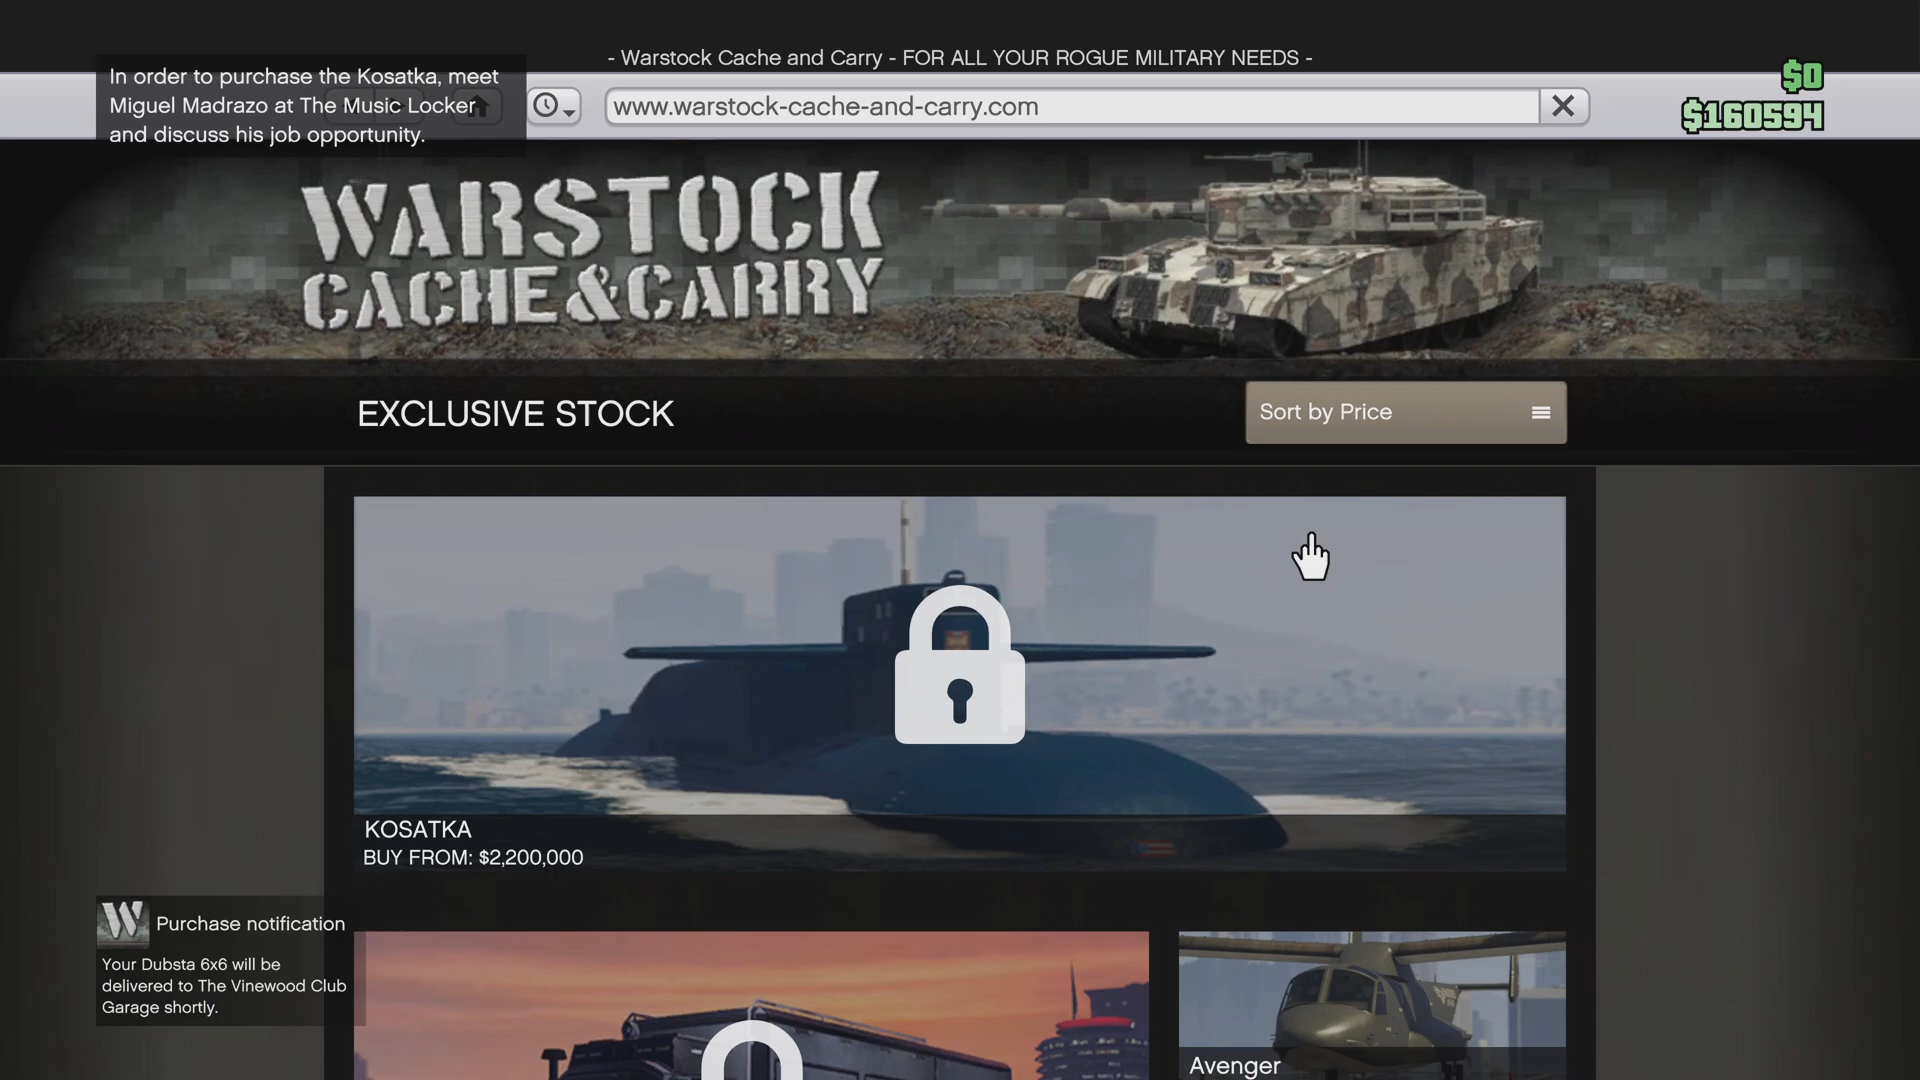 - Warstock Cache and Carry - FOR ALL YOUR ROGUE MILITARY NEEDS -
In order to purchase the Kosatka, meet
Miguel Madrazo at The Music Locker
and discuss his job opportunity.
www.warstock-cache-and-carry.com
$0
$160594
WARSTOCK
CACHE & CARRY
EXCLUSIVE STOCK
Sort by Price
KOSATKA
BUY FROM: $2,200,000
W
Purchase notification
Your Dubsta 6x6 will be
delivered to The Vinewood Club
Garage shortly.
Avenger